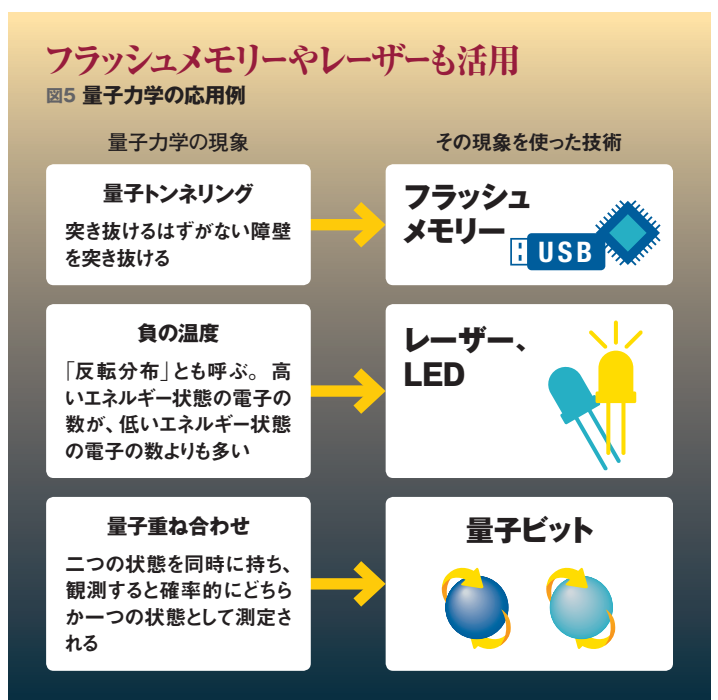 フラッシュメモリーやレーザーも活用
図5 量子力学の応用例
量子力学の現象
その現象を使った技術
量子トンネリング
突き抜けるはずがない障壁
を突き抜ける
フラッシュ
メモリー
USB
負の温度
「反転分布」とも呼ぶ。高
いエネルギー状態の電子の
数が、低いエネルギー状態
の電子の数よりも多い
レーザー、
LED
量子重ね合わせ
二つの状態を同時に持ち、
観測すると確率的にどちら
か一つの状態として測定さ
れる
量子ビット